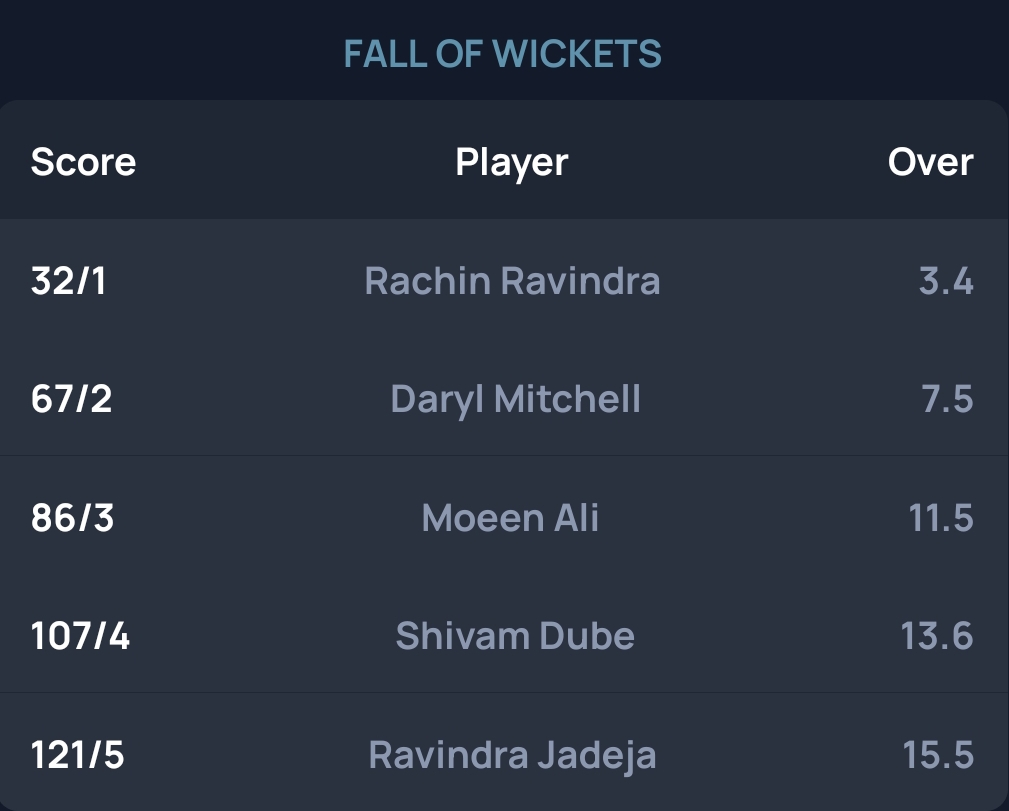 FALL OF WICKETS
Score Player Over
32/1 Rachin Ravindra 3.4
67/2 Daryl Mitchell 7.5
86/3 Moeen Ali 11.5
107/4 Shivam Dube 13.6
121/5 Ravindra Jadeja 15.5